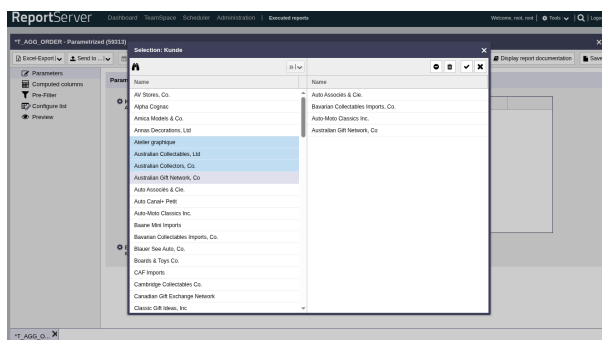 ReportServer
Dashboard TeamSpace Scheduler Administration | Executed reports
Welcome, root, root | Tools
*T_AGG_ORDER - Parametrized (59313)
Excel-Export
Send to ...
Display report documentation
Save
Selection: Kunde
Parameters
Computed columns
Pre-Filter
Configure list
Preview
Name
AV Stores, Co.
Alpha Cognac
Amica Models & Co.
Annas Decorations, Ltd
Atelier graphique
Australian Collectables, Ltd
Australian Collectors, Co.
Australian Gift Network, Co
Auto Associés & Cie.
Auto Canal+ Petit
Auto-Moto Classics Inc.
Baane Mini Imports
Bavarian Collectables Imports, Co.
Blauer See Auto, Co.
Boards & Toys Co.
CAF Imports
Cambridge Collectables Co.
Canadian Gift Exchange Network
Classic Gift Ideas, Inc
Name
Auto Associés & Cie.
Bavarian Collectables Imports, Co.
Auto-Moto Classics Inc.
Australian Gift Network, Co
*T_AGG_O...